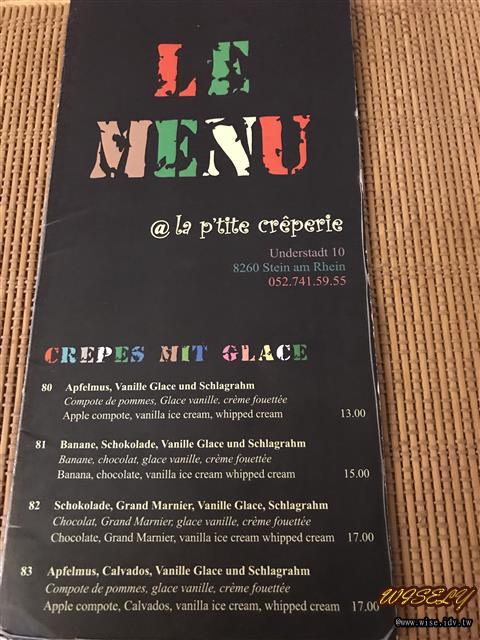 LE
MENU
@ la p'tite crêperie
Understadt 10
8260 Stein am Rhein
052.741.59.55
CREPES MIT GLACE
80 Apfelmus, Vanille Glace und Schlagrahm
Compote de pommes, Glace vanille, crème fouettée
Apple compote, vanilla ice cream, whipped cream 13.00
81 Banane, Schokolade, Vanille Glace und Schlagrahm
Banane, chocolat, glace vanille, crème fouettée
Banana, chocolate, vanilla ice cream whipped cream 15.00
82 Schokolade, Grand Marnier, Vanille Glace, Schlagrahm
Chocolat, Grand Marnier, glace vanille, crème fouettée
Chocolate, Grand Marnier, vanilla ice cream whipped cream 17.00
83 Apfelmus, Calvados, Vanille Glace und Schlagrahm
Compote de pommes, glace vanille, crème fouettée
Apple compote, Calvados, vanilla ice cream, whipped cream 17.00
WISELY
@www.wise.idv.tw